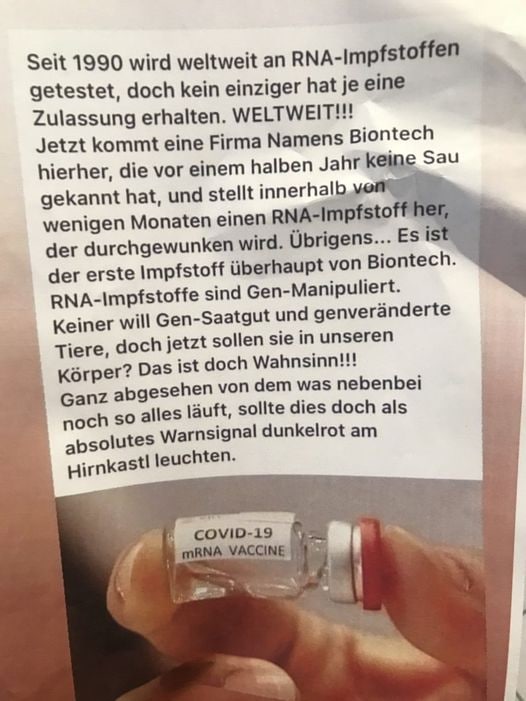 Seit 1990 wird weltweit an RNA-Impfstoffen
getestet, doch kein einziger hat je eine
Zulassung erhalten. WELTWEIT!!!
Jetzt kommt eine Firma Namens Biontech
hierher, die vor einem halben Jahr keine Sau
gekannt hat, und stellt innerhalb von
wenigen Monaten einen RNA-Impfstoff her,
der durchgewunken wird. Übrigens... Es ist
der erste Impfstoff überhaupt von Biontech.
RNA-Impfstoffe sind Gen-Manipuliert.
Keiner will Gen-Saatgut und genveränderte
Tiere, doch jetzt sollen sie in unseren
Körper? Das ist doch Wahnsinn!!!
Ganz abgesehen von dem was nebenbei
noch so alles läuft, sollte dies doch als
absolutes Warnsignal dunkelrot am
Hirnkastl leuchten.
COVID-19
mRNA VACCINE